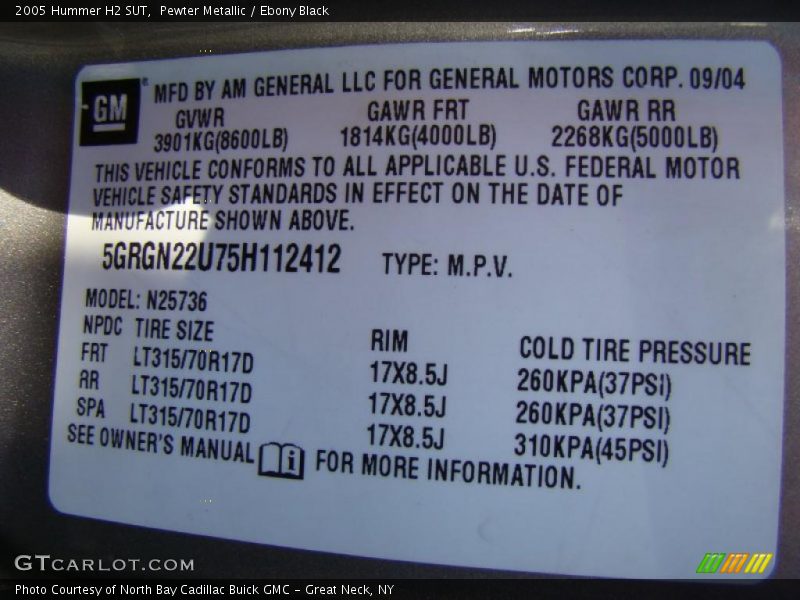 2005 Hummer H2 SUT,  Pewter Metallic / Ebony Black
GM® MFD BY AM GENERAL LLC FOR GENERAL MOTORS CORP. 09/04
GVWR GAWR FRT GAWR RR
3901KG(8600LB) 1814KG(4000LB) 2268KG(5000LB)
THIS VEHICLE CONFORMS TO ALL APPLICABLE U.S. FEDERAL MOTOR
VEHICLE SAFETY STANDARDS IN EFFECT ON THE DATE OF
MANUFACTURE SHOWN ABOVE.
5GRGN22U75H112412 TYPE: M.P.V.
MODEL: N25736
NPDC TIRE SIZE RIM COLD TIRE PRESSURE
FRT LT315/70R17D 17X8.5J 260KPA(37PSI)
RR LT315/70R17D 17X8.5J 260KPA(37PSI)
SPA LT315/70R17D 17X8.5J 310KPA(45PSI)
SEE OWNER'S MANUAL i FOR MORE INFORMATION.
GTCARLOT.COM
Photo Courtesy of North Bay Cadillac Buick GMC - Great Neck, NY